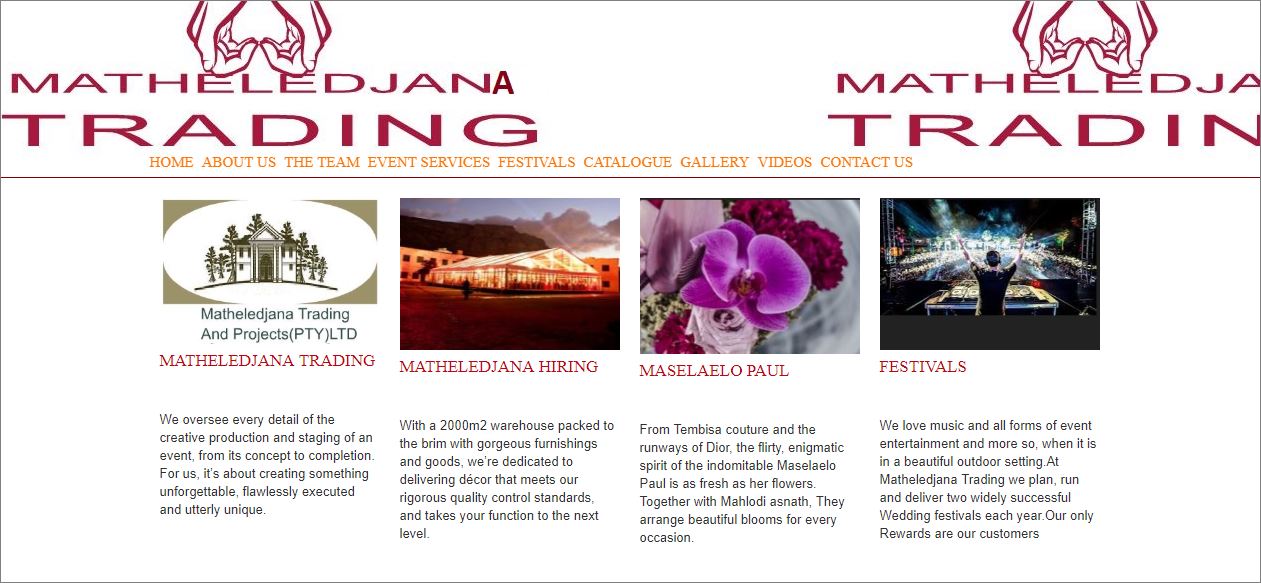 MATHELEDJANA
TRADING
MATHELEDJA
TRADIN
HOME ABOUT US THE TEAM EVENT SERVICES FESTIVALS CATALOGUE GALLERY VIDEOS CONTACT US
Matheledjana Trading
And Projects(PTY)LTD
MATHELEDJANA TRADING
We oversee every detail of the
creative production and staging of an
event, from its concept to completion.
For us, it’s about creating something
unforgettable, flawlessly executed
and utterly unique.
MATHELEDJANA HIRING
With a 2000m2 warehouse packed to
the brim with gorgeous furnishings
and goods, we’re dedicated to
delivering décor that meets our
rigorous quality control standards,
and takes your function to the next
level.
MASELAELO PAUL
From Tembisa couture and the
runways of Dior, the flirty, enigmatic
spirit of the indomitable Maselaelo
Paul is as fresh as her flowers.
Together with Mahlodi asnath, They
arrange beautiful blooms for every
occasion.
FESTIVALS
We love music and all forms of event
entertainment and more so, when it is
in a beautiful outdoor setting.At
Matheledjana Trading we plan, run
and deliver two widely successful
Wedding festivals each year.Our only
Rewards are our customers